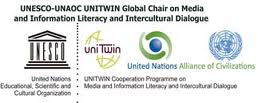 UNESCO-UNAOC UNITWIN Global Chair on Media
and Information Literacy and Intercultural Dialogue
UNESCO
uniTwin
United Nations Alliance of Civilizations
United Nations
Educational, Scientific and
Cultural Organization
UNITWIN Cooperation Programme on
Media and Information Literacy and Intercultural Dialogue